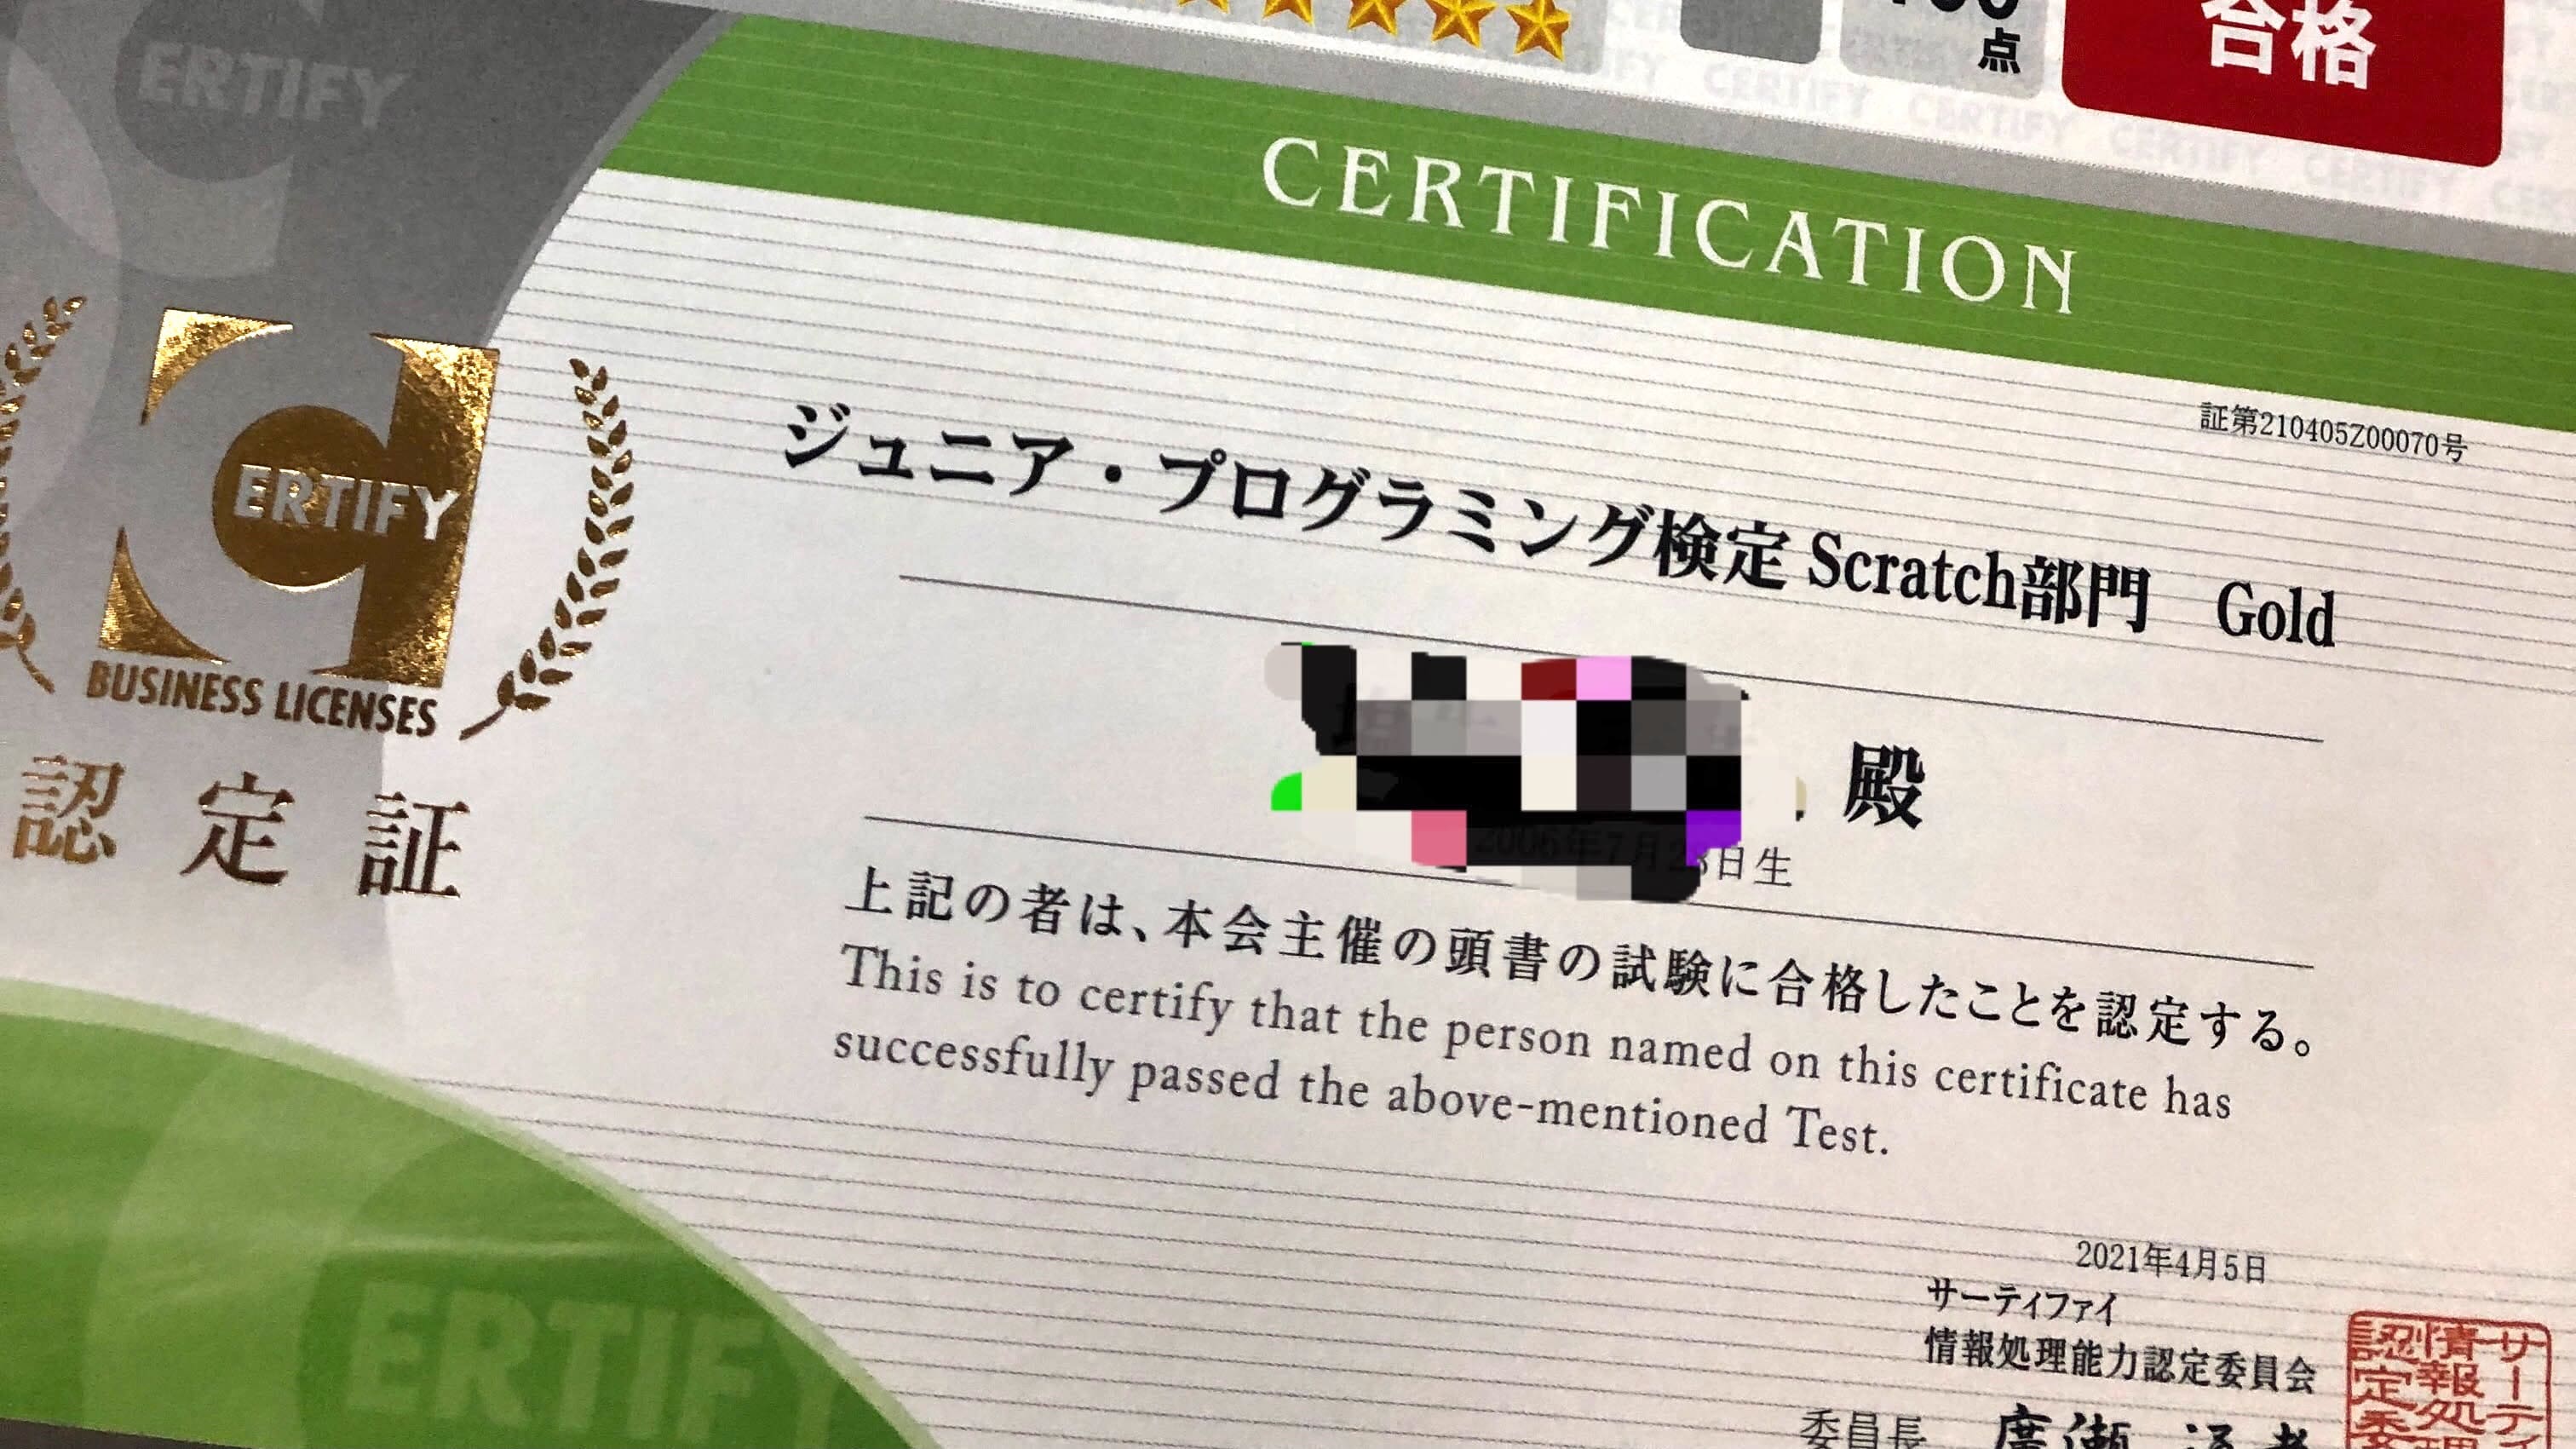 点
合格
CERTIFICATION
証第210405Z00070号
ERTIFY
ERTIFY
BUSINESS LICENSES
認定証
ジュニア・プログラミング検定 Scratch部門　Gold
殿
日生
上記の者は、本会主催の頭書の試験に合格したことを認定する。
This is to certify that the person named on this certificate has
successfully passed the above-mentioned Test.
2021年4月5日
サーティファイ
情報処理能力認定委員会
委員長
ERTIFY